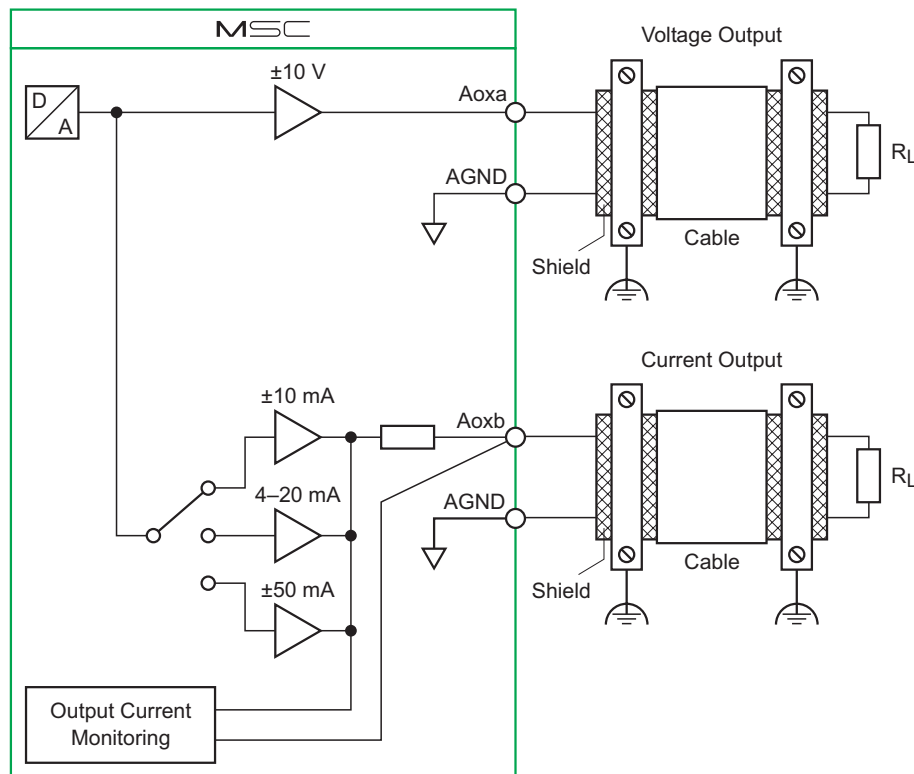 MSC
Voltage Output
±10 V
D
A
Aoxa
AGND
RL
Cable
Shield
Current Output
±10 mA
Aoxb
4–20 mA
AGND
RL
±50 mA
Cable
Shield
Output Current
Monitoring